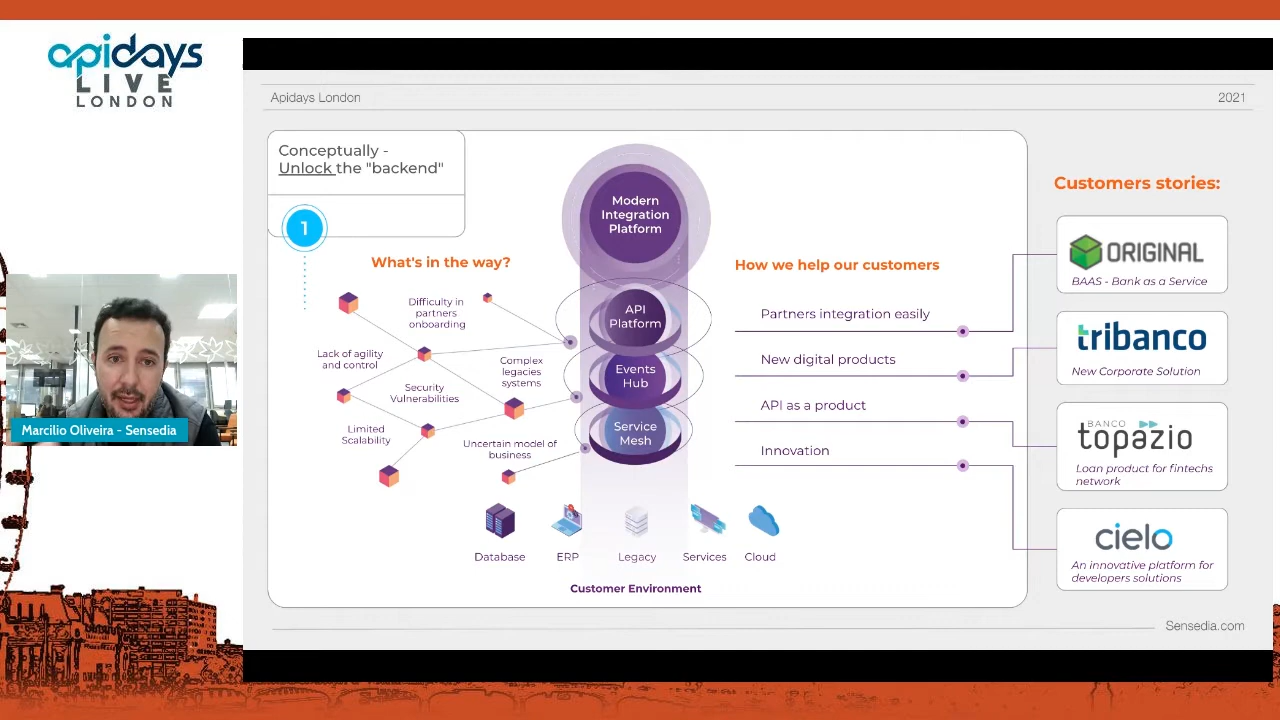 apidays
LIVE
LONDON
Apidays London
2021
Conceptually -
Unlock the "backend"
1
What's in the way?
Difficulty in
partners
onboarding
Lack of agility
and control
Complex
legacies
systems
Security
Vulnerabilities
Limited
Scalability
Uncertain model of
business
Modern
Integration
Platform
API
Platform
Events
Hub
Service
Mesh
Database
ERP
Legacy
Services
Cloud
Customer Environment
How we help our customers
Partners integration easily
New digital products
API as a product
Innovation
Customers stories:
ORIGINAL
BAAS - Bank as a Service
tribanco
New Corporate Solution
BANCO
topazio
Loan product for fintechs
network
cielo
An innovative platform for
developers solutions
Marcilio Oliveira - Sensedia
Sensedia.com